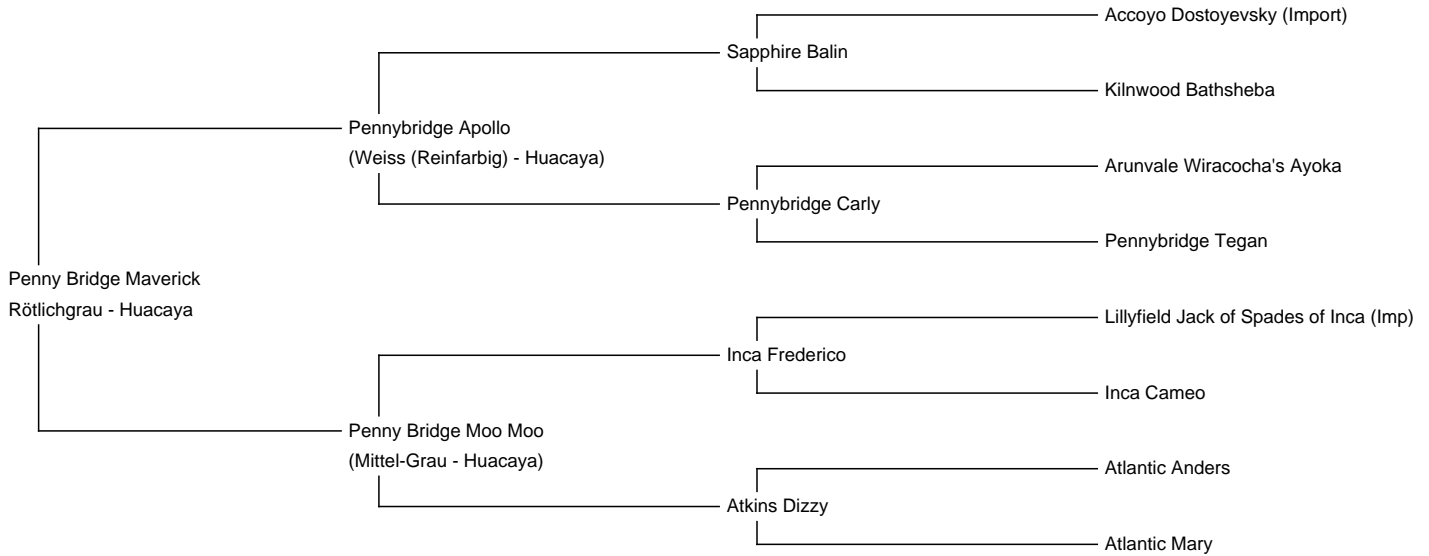 Accoyo Dostoyevsky (Import)
Sapphire Balin
Kilnwood Bathsheba
Pennybridge Apollo
(Weiss (Reinfarbig) - Huacaya)
Arunvale Wiracocha's Ayoka
Pennybridge Carly
Pennybridge Tegan
Penny Bridge Maverick
Rötlichgrau - Huacaya
Lillyfield Jack of Spades of Inca (Imp)
Inca Frederico
Inca Cameo
Penny Bridge Moo Moo
(Mittel-Grau - Huacaya)
Atlantic Anders
Atkins Dizzy
Atlantic Mary